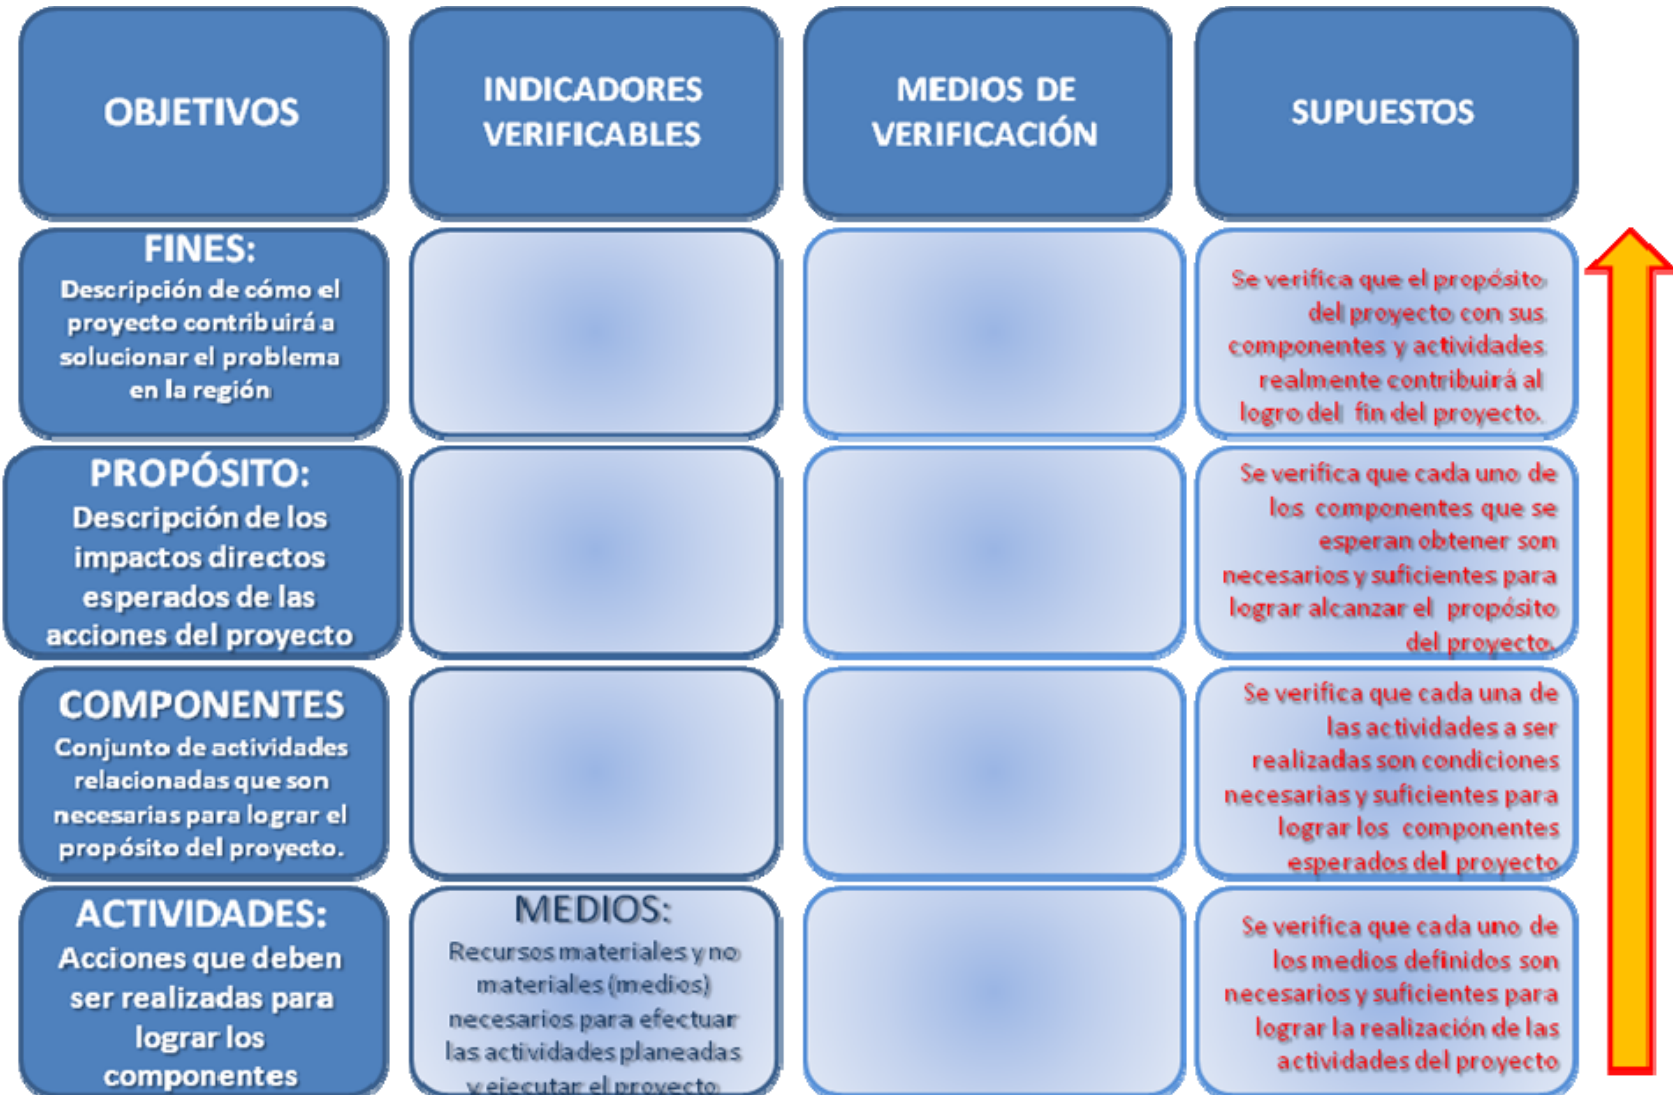 OBJETIVOS
INDICADORES
VERIFICABLES
MEDIOS DE
VERIFICACIÓN
SUPUESTOS
FINES:
Descripción de cómo el
proyecto contribuirá a
solucionar el problema
en la región
Se verifica que el propósito
del proyecto con sus
componentes y actividades
realmente contribuirá al
logro del fin del proyecto.
PROPÓSITO:
Descripción de los
impactos directos
esperados de las
acciones del proyecto
Se verifica que cada uno de
los componentes que se
esperan obtener son
necesarios y suficientes para
lograr alcanzar el propósito
del proyecto.
COMPONENTES
Conjunto de actividades
relacionadas que son
necesarias para lograr el
propósito del proyecto.
Se verifica que cada una de
las actividades a ser
realizadas son condiciones
necesarias y suficientes para
lograr los componentes
esperados del proyecto
ACTIVIDADES:
Acciones que deben
ser realizadas para
lograr los
componentes
MEDIOS:
Recursos materiales y no
materiales (medios)
necesarios para efectuar
las actividades planeadas
y ejecutar el proyecto
Se verifica que cada uno de
los medios definidos son
necesarios y suficientes para
lograr la realización de las
actividades del proyecto